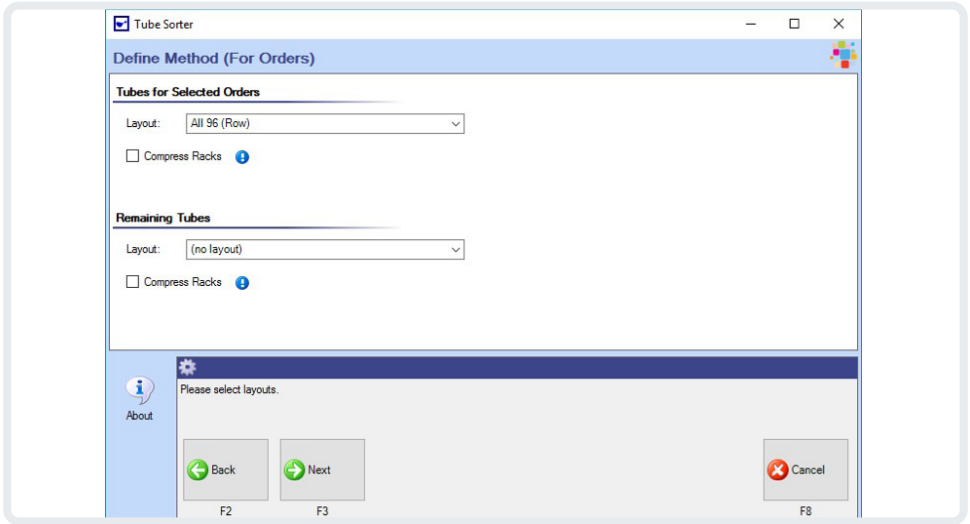 Tube Sorter
Define Method (For Orders)
Tubes for Selected Orders
Layout: All 96 (Row)
Compress Racks
Remaining Tubes
Layout: (no layout)
Compress Racks
About
Please select layouts.
Back Next Cancel
F2 F3 F8